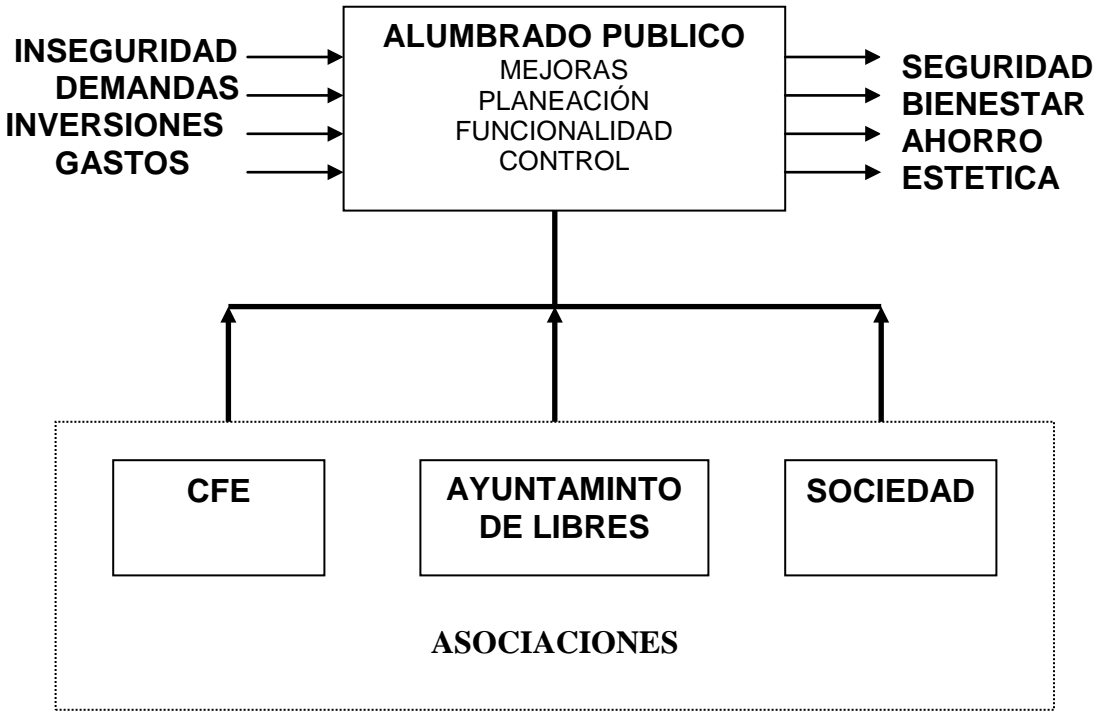 INSEGURIDAD
DEMANDAS
INVERSIONES
GASTOS
ALUMBRADO PUBLICO
MEJORAS
PLANEACIÓN
FUNCIONALIDAD
CONTROL
SEGURIDAD
BIENESTAR
AHORRO
ESTETICA
CFE
AYUNTAMINTO
DE LIBRES
SOCIEDAD
ASOCIACIONES